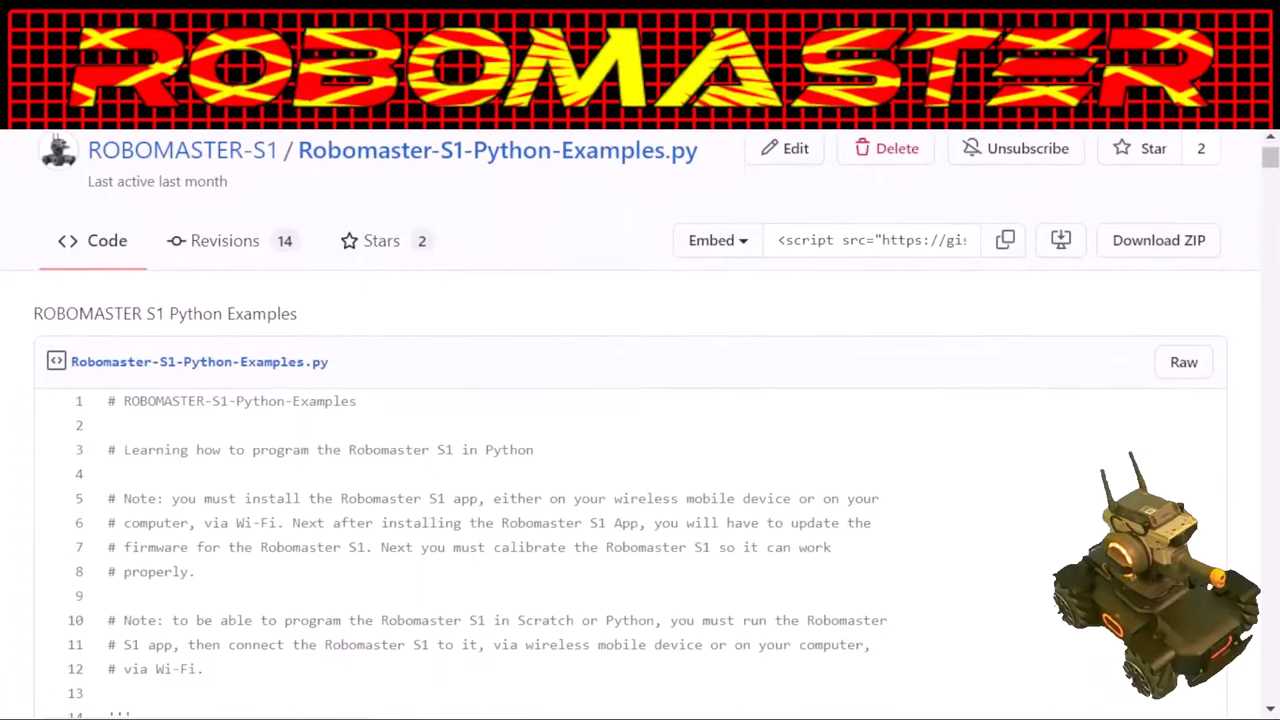 ROBOMASTER
ROBOMASTER-S1 / Robomaster-S1-Python-Examples.py
Edit
Delete
Unsubscribe
Star
2
Last active last month
<> Code
Revisions 14
Stars 2
Embed
<script src="https://gis
Download ZIP
ROBOMASTER S1 Python Examples
Robomaster-S1-Python-Examples.py
Raw
1 # ROBOMASTER-S1-Python-Examples
2
3 # Learning how to program the Robomaster S1 in Python
4
5 # Note: you must install the Robomaster S1 app, either on your wireless mobile device or on your
6 # computer, via Wi-Fi. Next after installing the Robomaster S1 App, you will have to update the
7 # firmware for the Robomaster S1. Next you must calibrate the Robomaster S1 so it can work
8 # properly.
9
10 # Note: to be able to program the Robomaster S1 in Scratch or Python, you must run the Robomaster
11 # S1 app, then connect the Robomaster S1 to it, via wireless mobile device or on your computer,
12 # via Wi-Fi.
13
14 '''